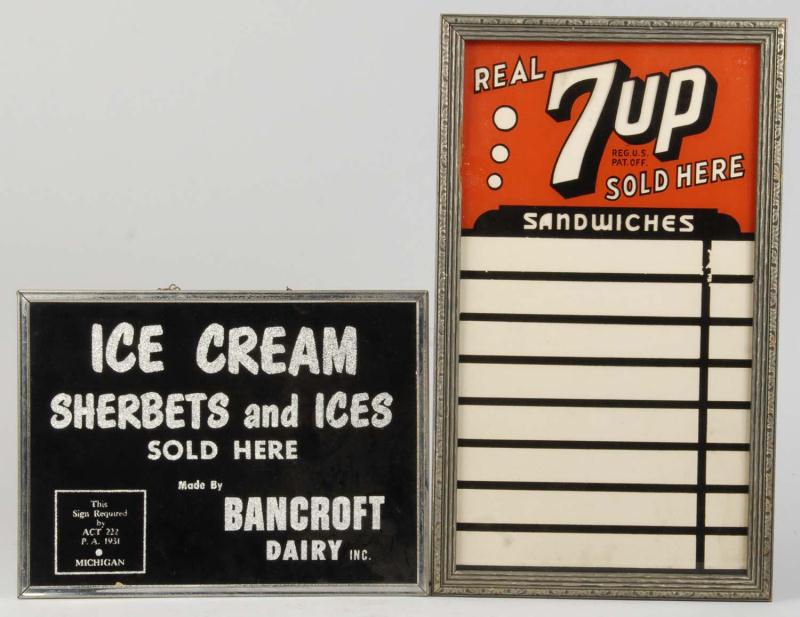 ICE CREAM
SHERBETS and ICES
SOLD HERE
Made By
BANCROFT
DAIRY INC.
This
Sign Required
by
ACT 222
P. A. 1931
MICHIGAN
REAL
7up
REG. U.S.
PAT. OFF.
SOLD HERE
SANDWICHES